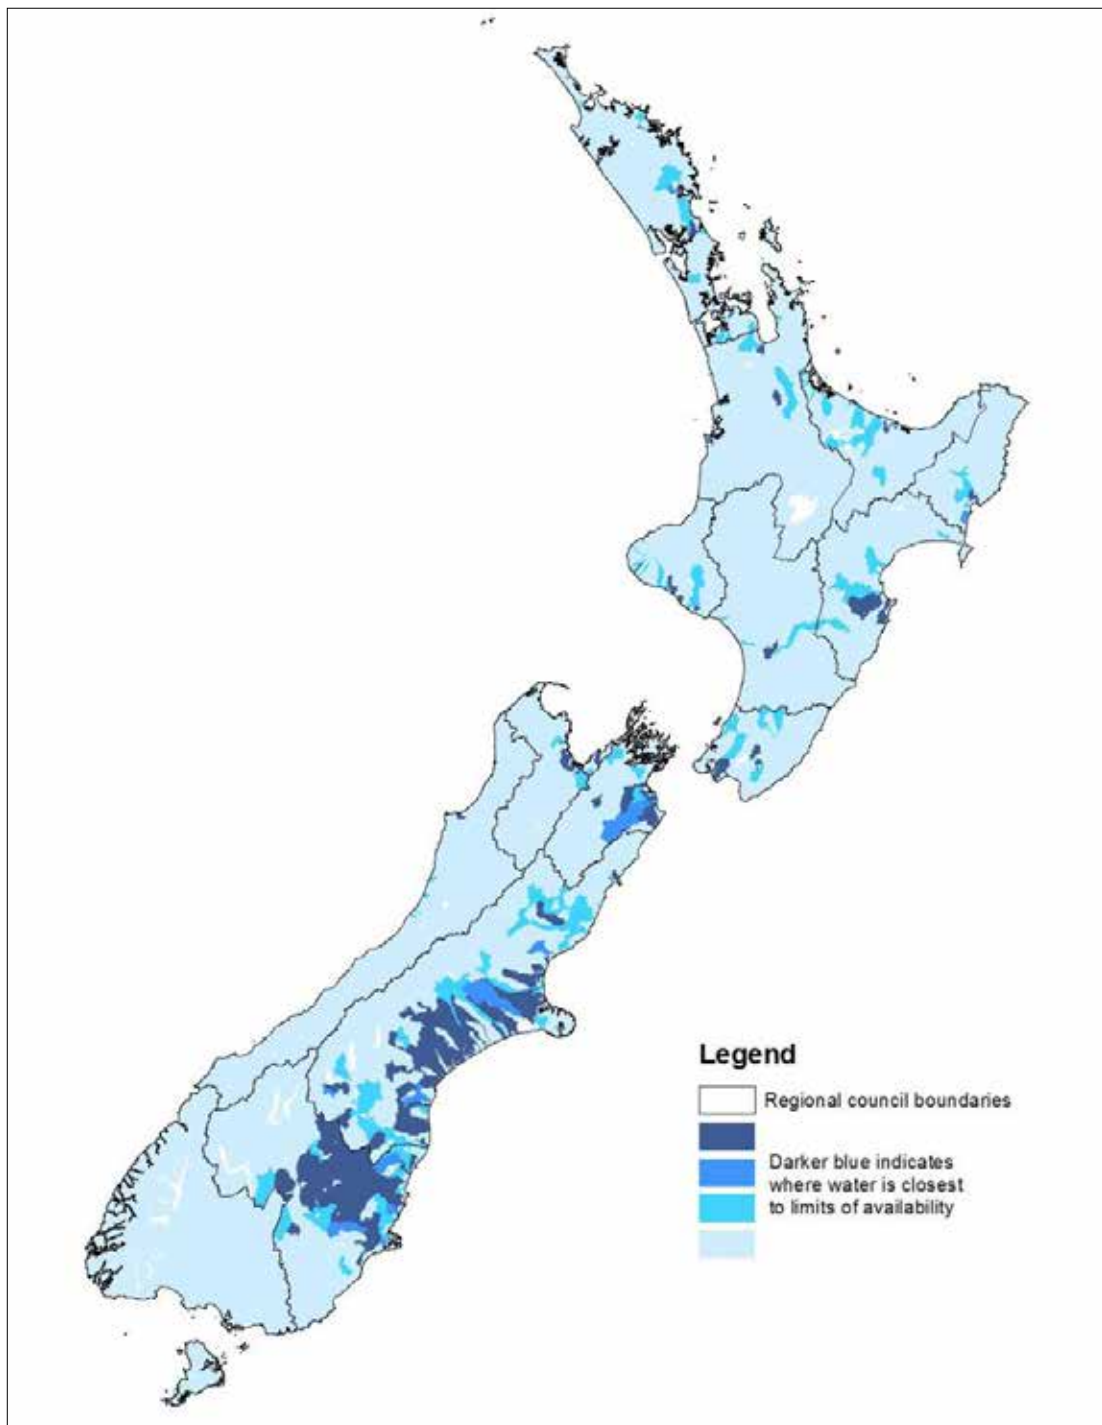 Legend
Regional council boundaries
Darker blue indicates
where water is closest
to limits of availability